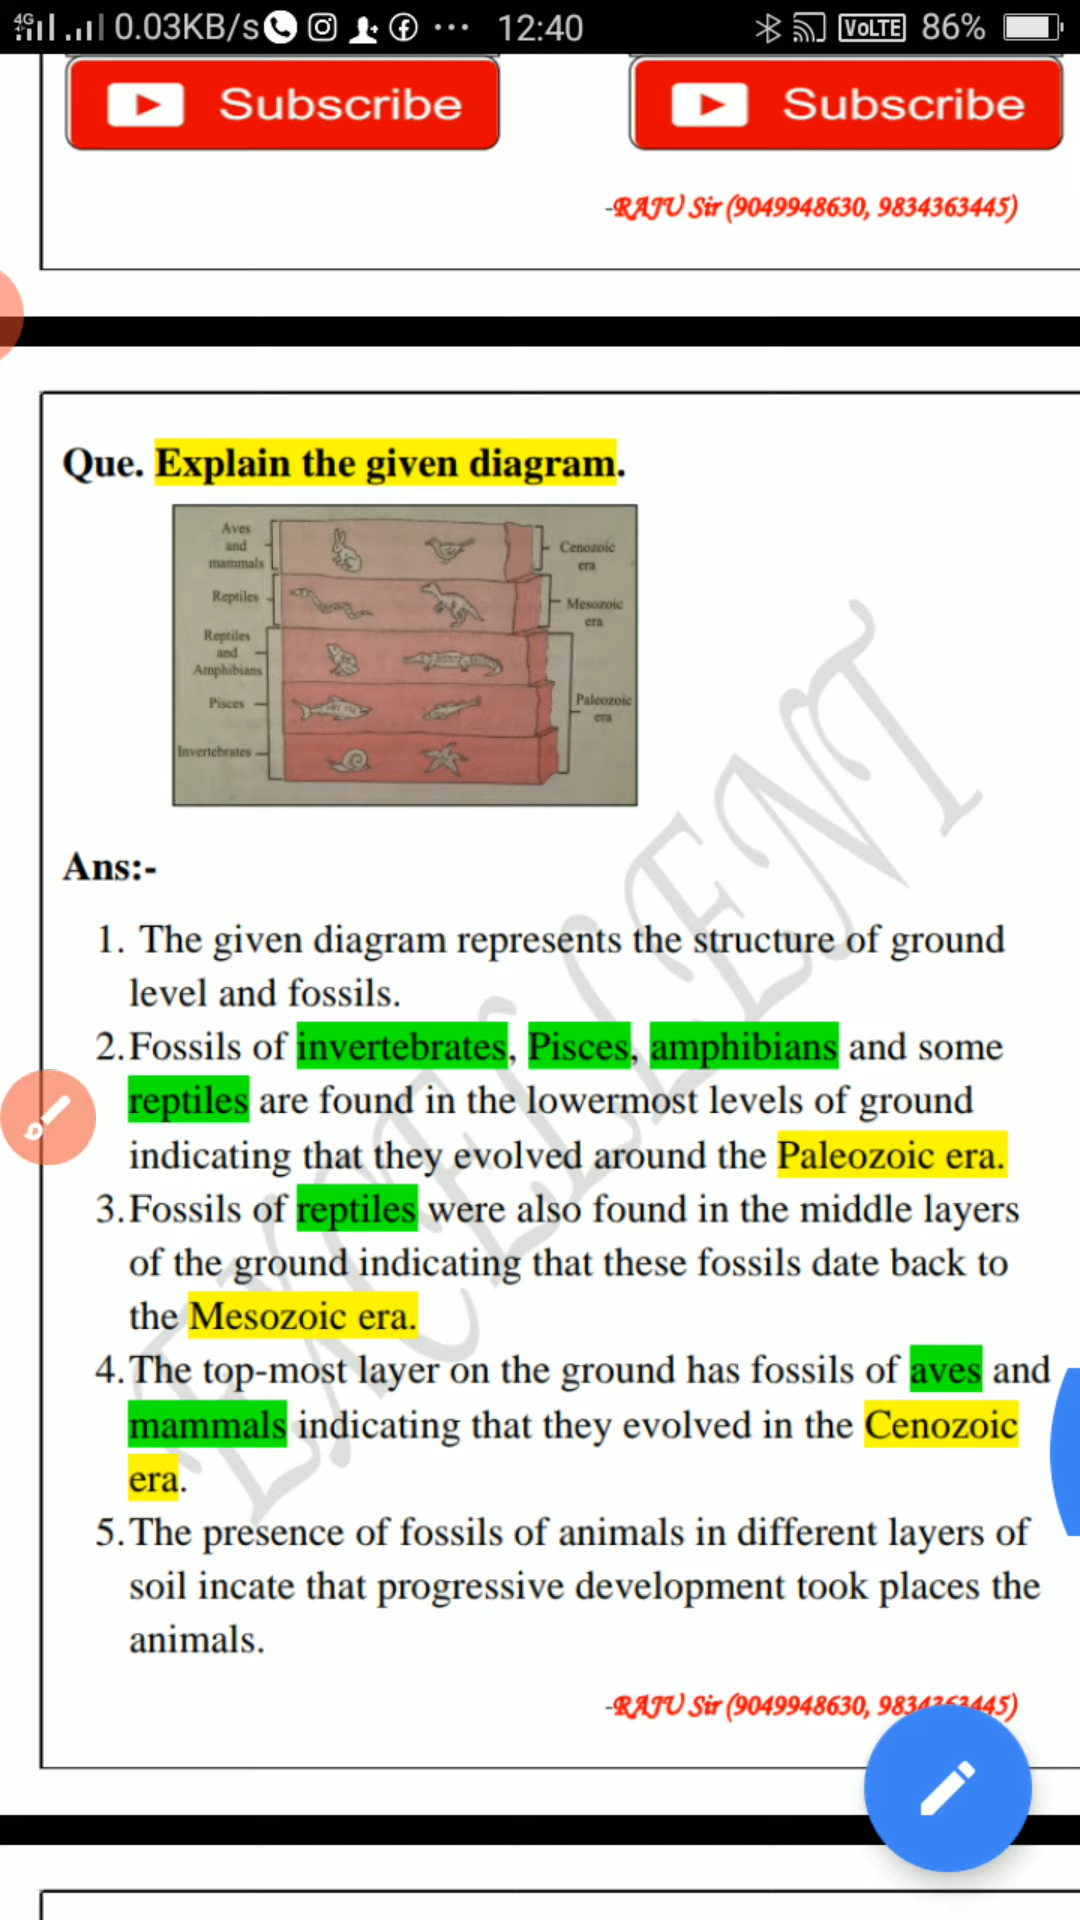 4G 0.03KB/s ... 12:40 VoLTE 86%
Subscribe Subscribe
-RAJU Sir (9049948630, 9834363445)
Que. Explain the given diagram.
Aves
and
mammals
Cenozoic
era
Reptiles
Mesozoic
era
Reptiles
and
Amphibians
Pisces
Paleozoic
era
Invertebrates
Ans:-
1. The given diagram represents the structure of ground
level and fossils.
2. Fossils of invertebrates, Pisces, amphibians and some
reptiles are found in the lowermost levels of ground
indicating that they evolved around the Paleozoic era.
3. Fossils of reptiles were also found in the middle layers
of the ground indicating that these fossils date back to
the Mesozoic era.
4. The top-most layer on the ground has fossils of aves and
mammals indicating that they evolved in the Cenozoic
era.
5. The presence of fossils of animals in different layers of
soil incate that progressive development took places the
animals.
-RAJU Sir (9049948630, 9834363445)
EXCELLENT